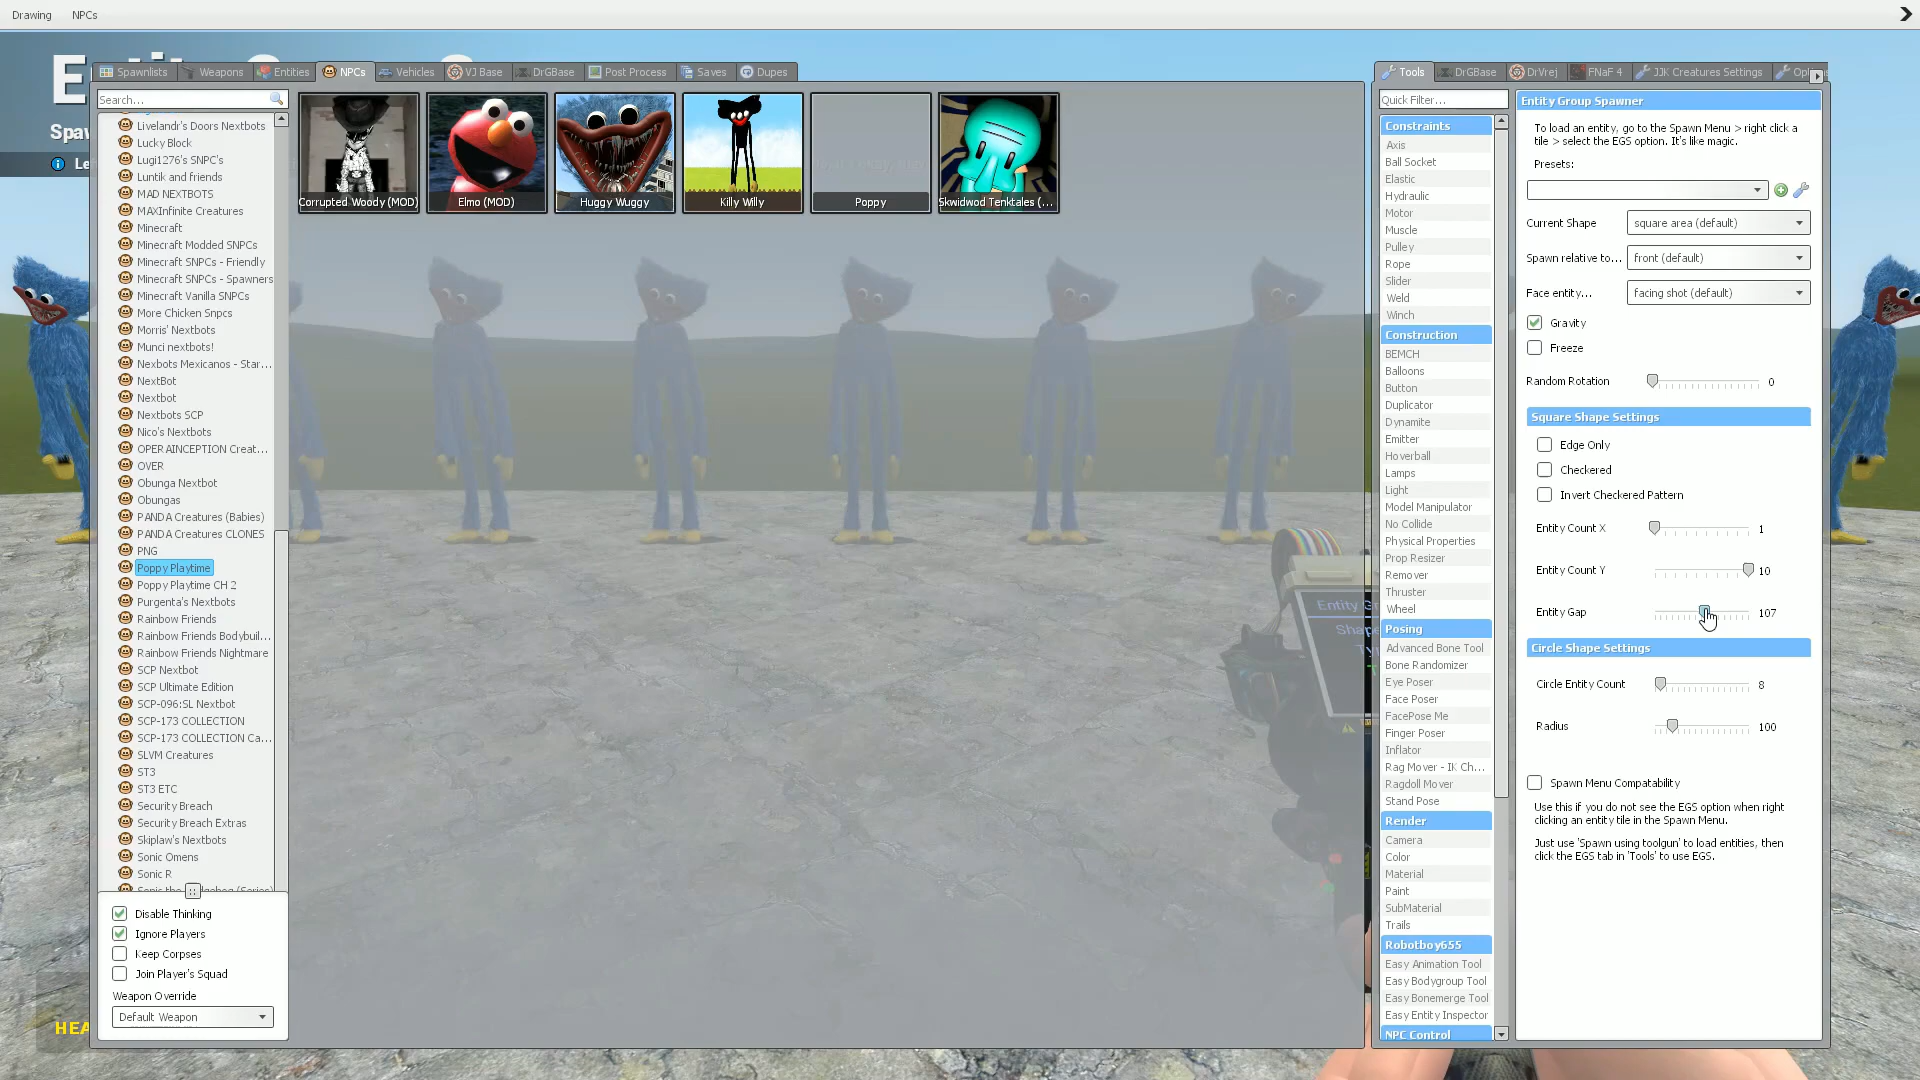 Drawing NPCs
Spawnlists Weapons Entities NPCs Vehicles VJ Base DrGBase Post Process Saves Dupes
Search...
Livelandr's Doors Nextbots
Lucky Block
Lugi1276's SNPC's
Luntik and friends
MAD NEXTBOTS
MAXInfinite Creatures
Minecraft
Minecraft Modded SNPCs
Minecraft SNPCs - Friendly
Minecraft SNPCs - Spawners
Minecraft Vanilla SNPCs
More Chicken Snpcs
Morris' Nextbots
Munci nextbots!
Nexbots Mexicanos - Star...
NextBot
Nextbot
Nextbots SCP
Nico's Nextbots
OPERAINCEPTION Creat...
OVER
Obunga Nextbot
Obungas
PANDA Creatures (Babies)
PANDA Creatures CLONES
PNG
Poppy Playtime
Poppy Playtime CH 2
Purgenta's Nextbots
Rainbow Friends
Rainbow Friends Bodybuil...
Rainbow Friends Nightmare
SCP Nextbot
SCP Ultimate Edition
SCP-096:SL Nextbot
SCP-173 COLLECTION
SCP-173 COLLECTION Ca...
SLVM Creatures
ST3
ST3 ETC
Security Breach
Security Breach Extras
Skiplaw's Nextbots
Sonic Omens
Sonic R
Disable Thinking
Ignore Players
Keep Corpses
Join Player's Squad
Weapon Override
Default Weapon
HEA
Corrupted Woody (MOD) Elmo (MOD) Huggy Wuggy Killy Willy Poppy Skwidwod Tenktales (...
Tools DrGBase DrVrej FNaF 4 JJK Creatures Settings
Quick Filter...
Constraints
Axis
Ball Socket
Elastic
Hydraulic
Motor
Muscle
Pulley
Rope
Slider
Weld
Winch
Construction
BEMCH
Balloons
Button
Duplicator
Dynamite
Emitter
Hoverball
Lamps
Light
Model Manipulator
No Collide
Physical Properties
Prop Resizer
Remover
Thruster
Wheel
Posing
Advanced Bone Tool
Bone Randomizer
Eye Poser
Face Poser
FacePose Me
Finger Poser
Inflator
Rag Mover - IK Ch...
Ragdoll Mover
Stand Pose
Render
Camera
Color
Material
Paint
SubMaterial
Trails
Robotboy655
Easy Animation Tool
Easy Bodygroup Tool
Easy Bonemerge Tool
Easy Entity Inspector
NPC Control
Entity Group Spawner
To load an entity, go to the Spawn Menu > right click a
tile > select the EGS option. It's like magic.
Presets:
Current Shape square area (default)
Spawn relative to... front (default)
Face entity... facing shot (default)
Gravity
Freeze
Random Rotation 0
Square Shape Settings
Edge Only
Checkered
Invert Checkered Pattern
Entity Count X 1
Entity Count Y 10
Entity Gap 107
Circle Shape Settings
Circle Entity Count 8
Radius 100
Spawn Menu Compatability
Use this if you do not see the EGS option when right
clicking an entity tile in the Spawn Menu.
Just use 'Spawn using toolgun' to load entities, then
click the EGS tab in 'Tools' to use EGS.